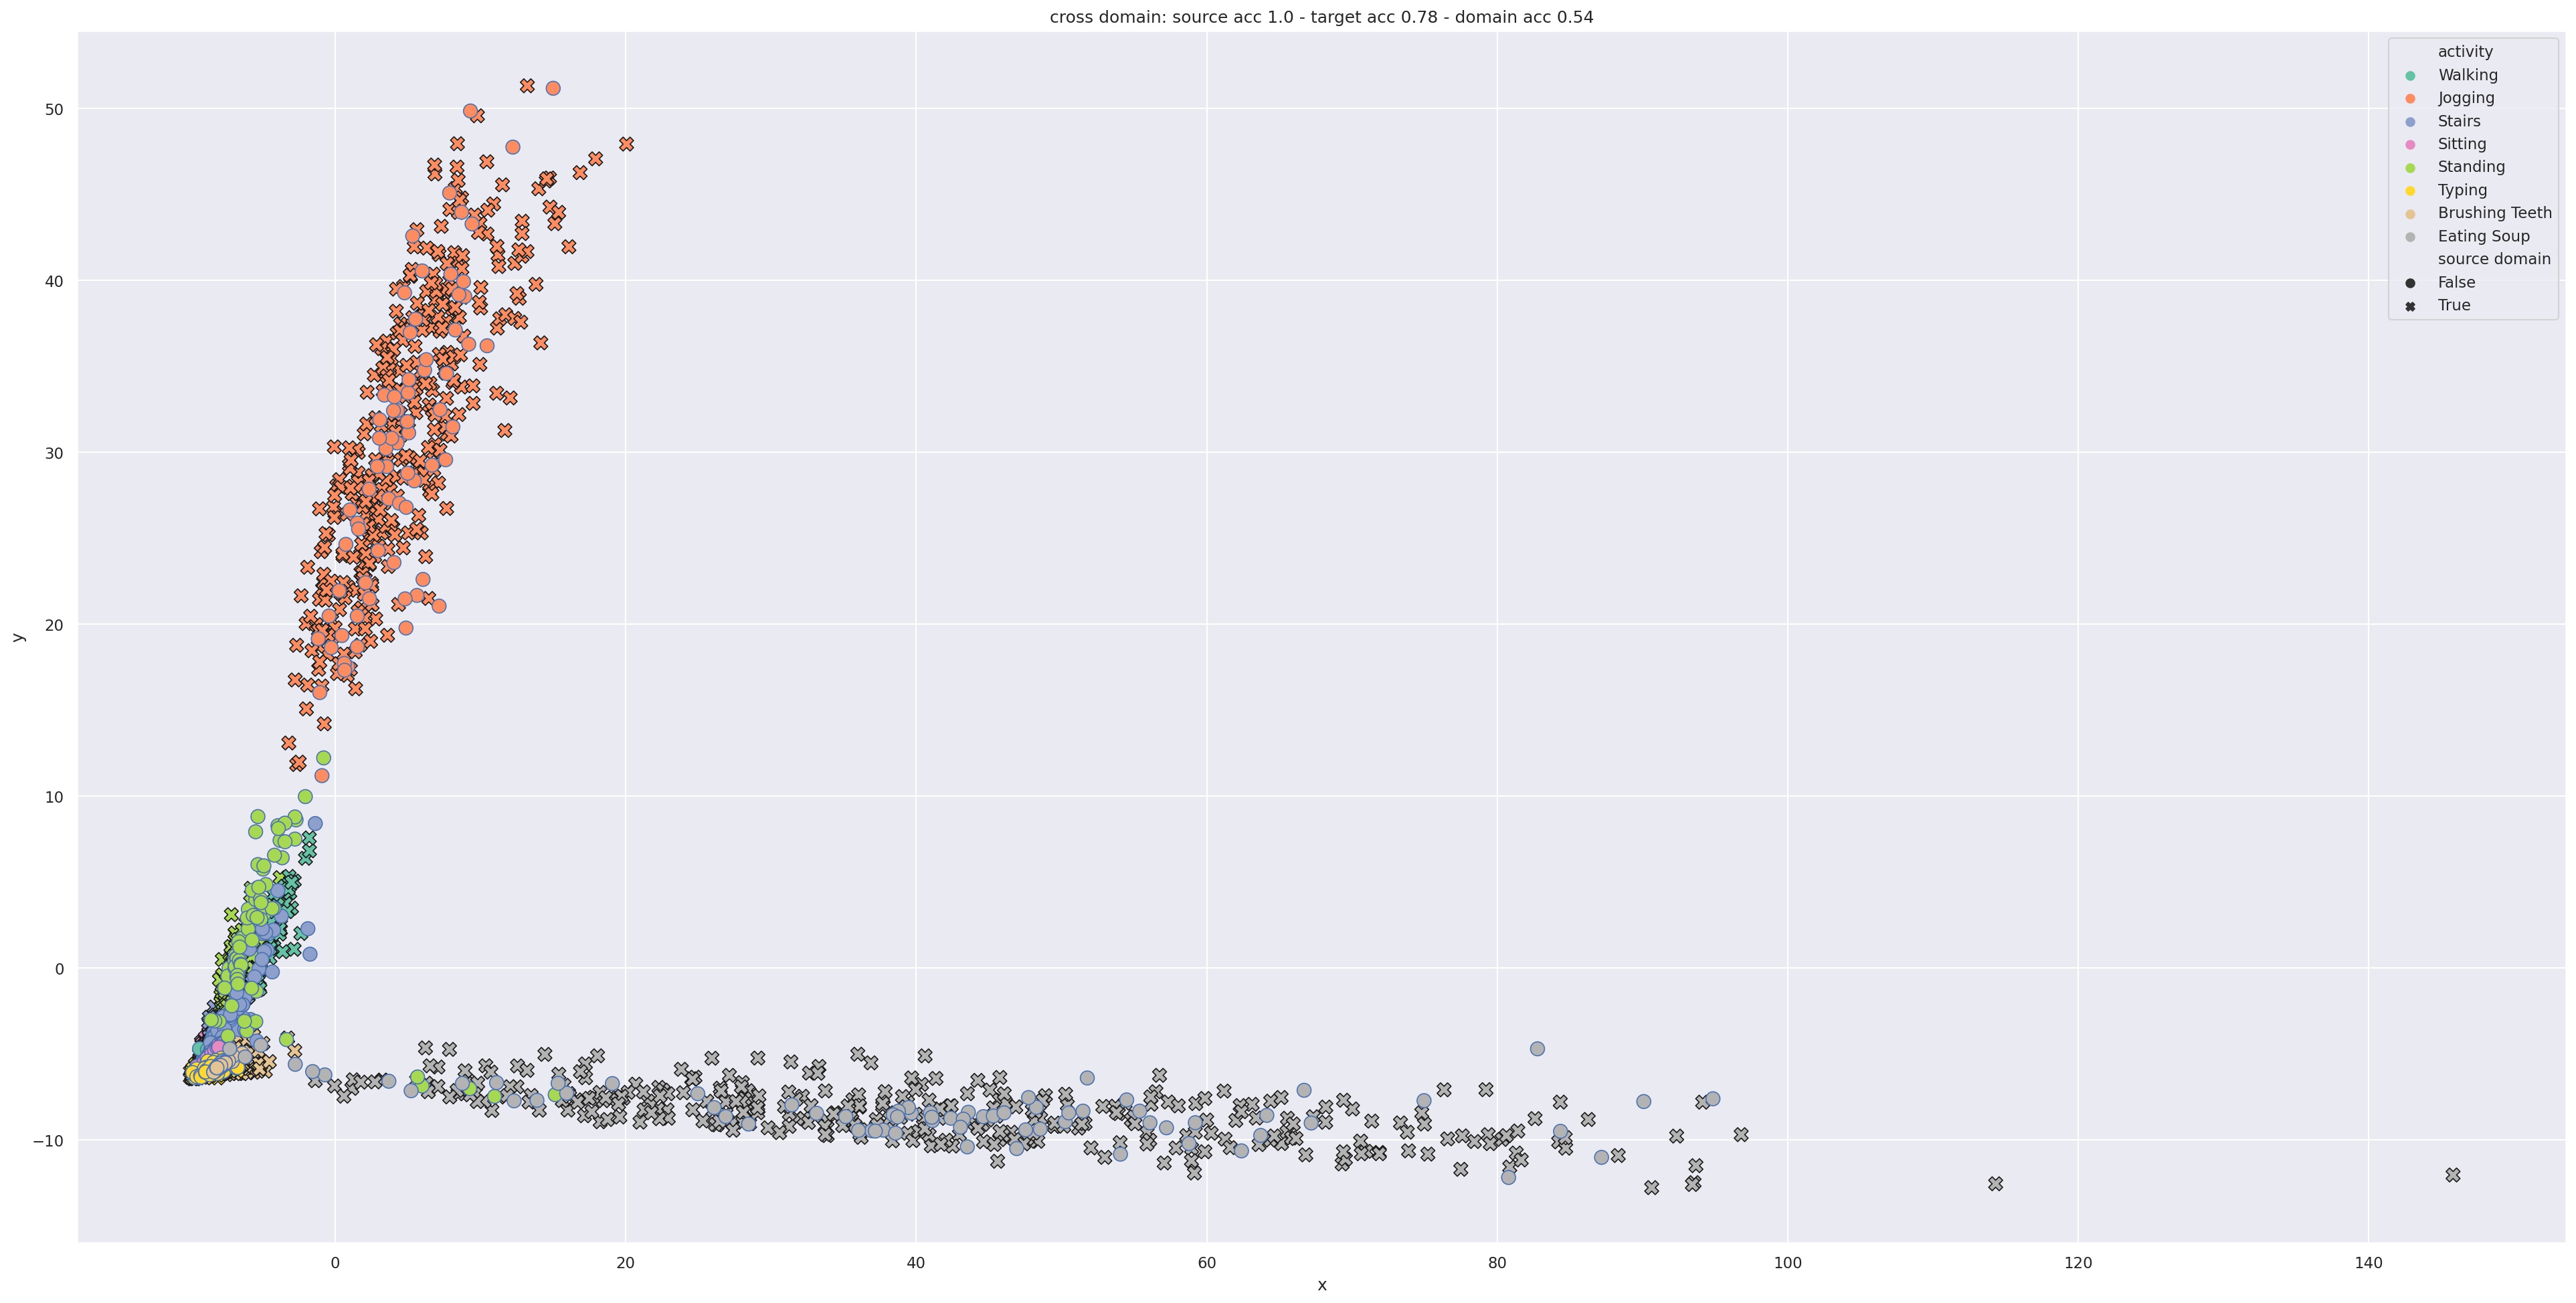 cross domain: source acc 1.0 - target acc 0.78 - domain acc 0.54
activity
Walking
Jogging
Stairs
Sitting
Standing
Typing
Brushing Teeth
Eating Soup
source domain
False
True
50
40
30
20
10
0
−10
y
0 20 40 60 80 100 120 140
x